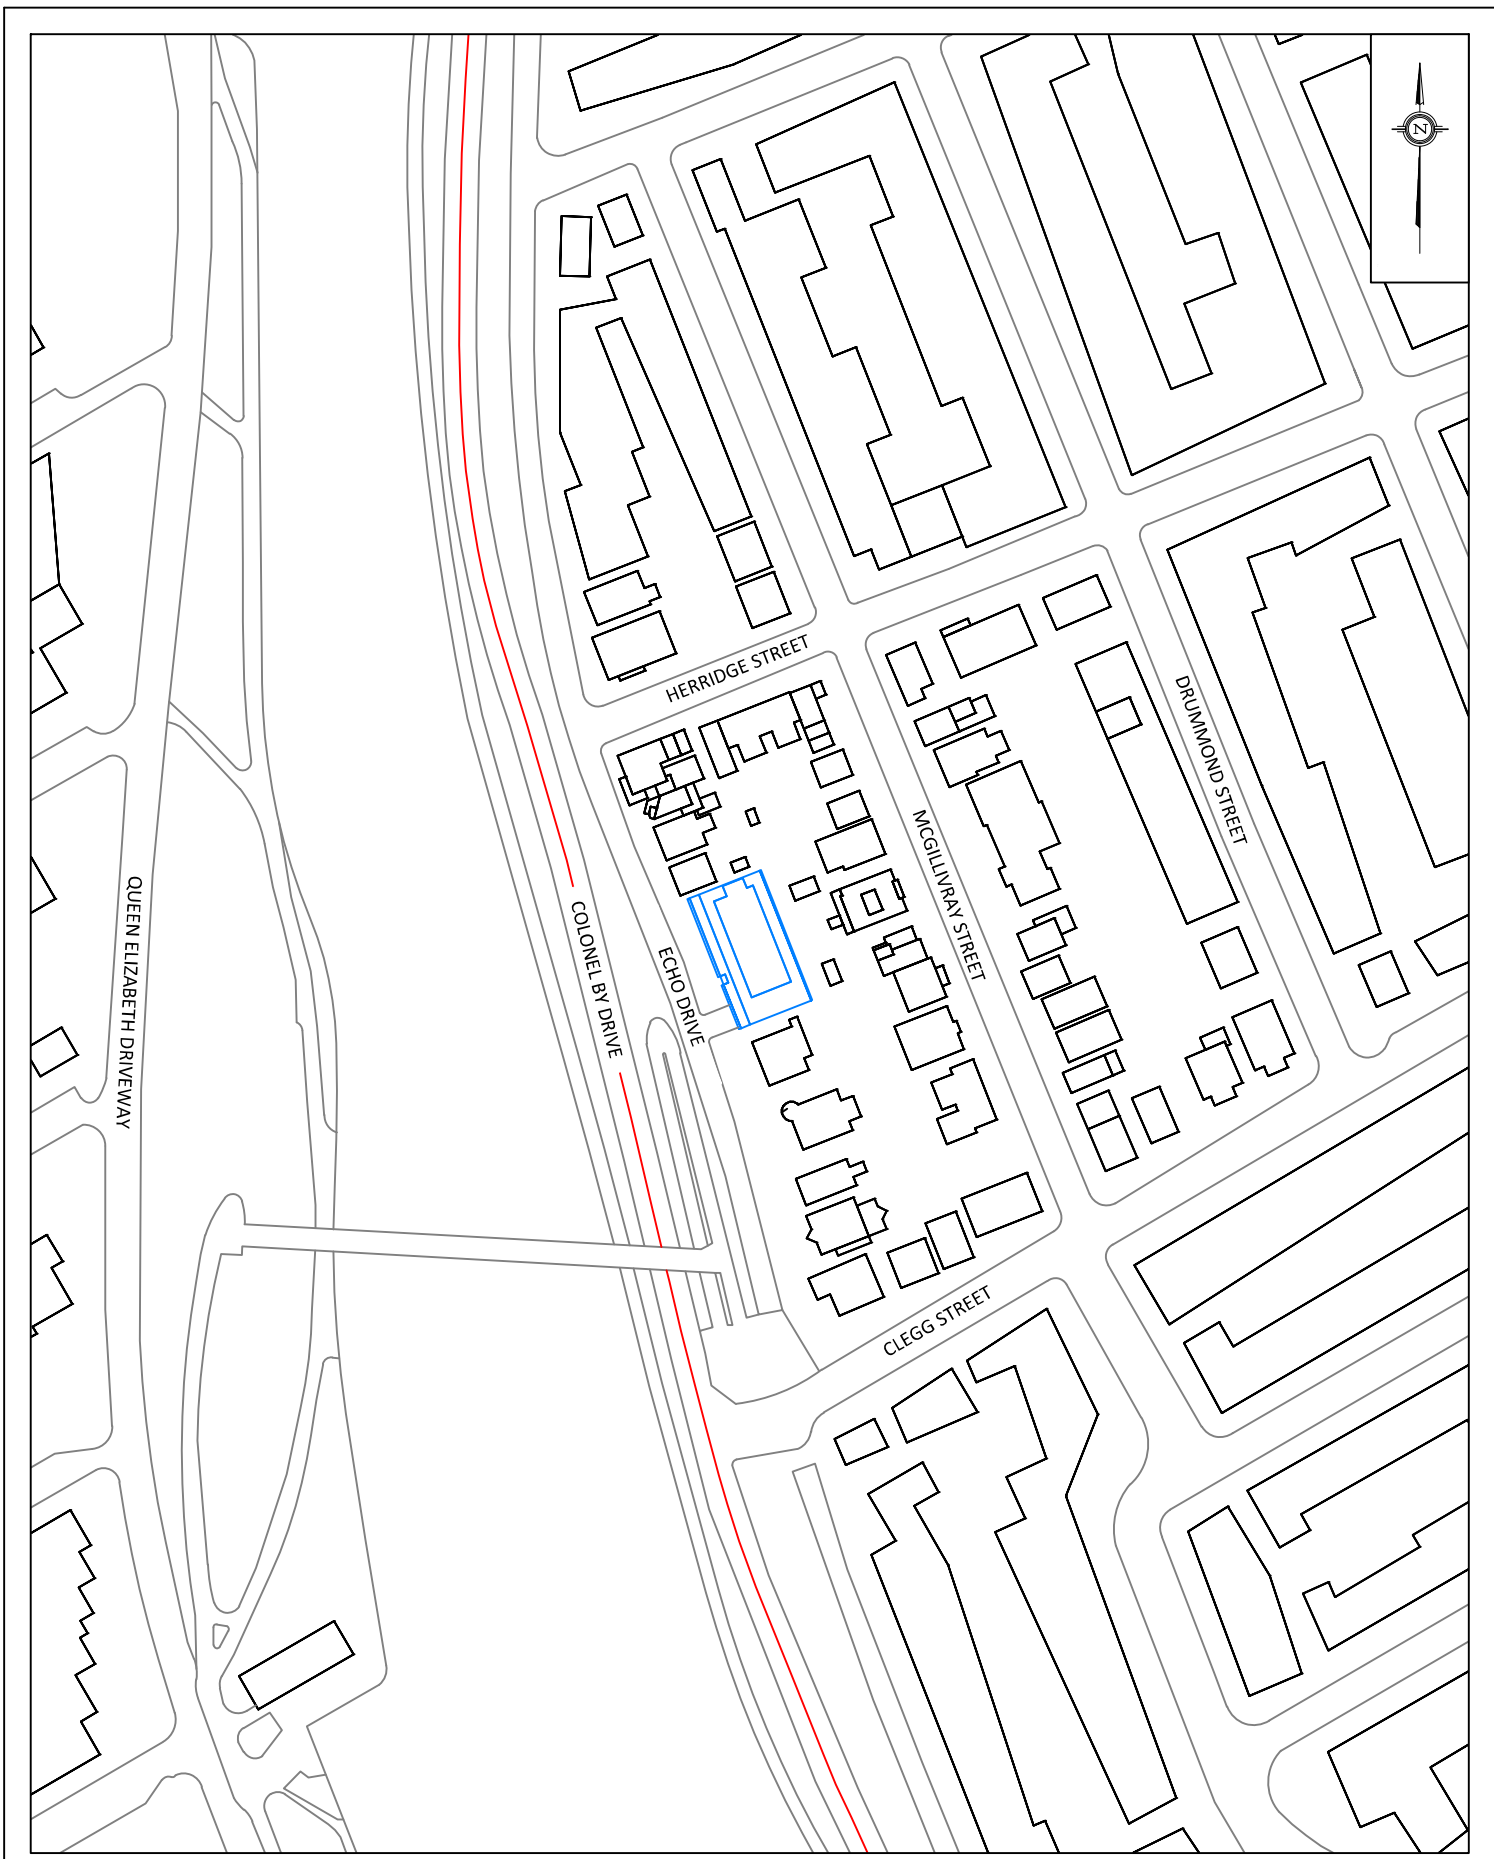 N
HERRIDGE STREET
DRUMMOND STREET
MCGILLIVRAY STREET
QUEEN ELIZABETH DRIVEWAY
COLONEL BY DRIVE
ECHO DRIVE
CLEGG STREET